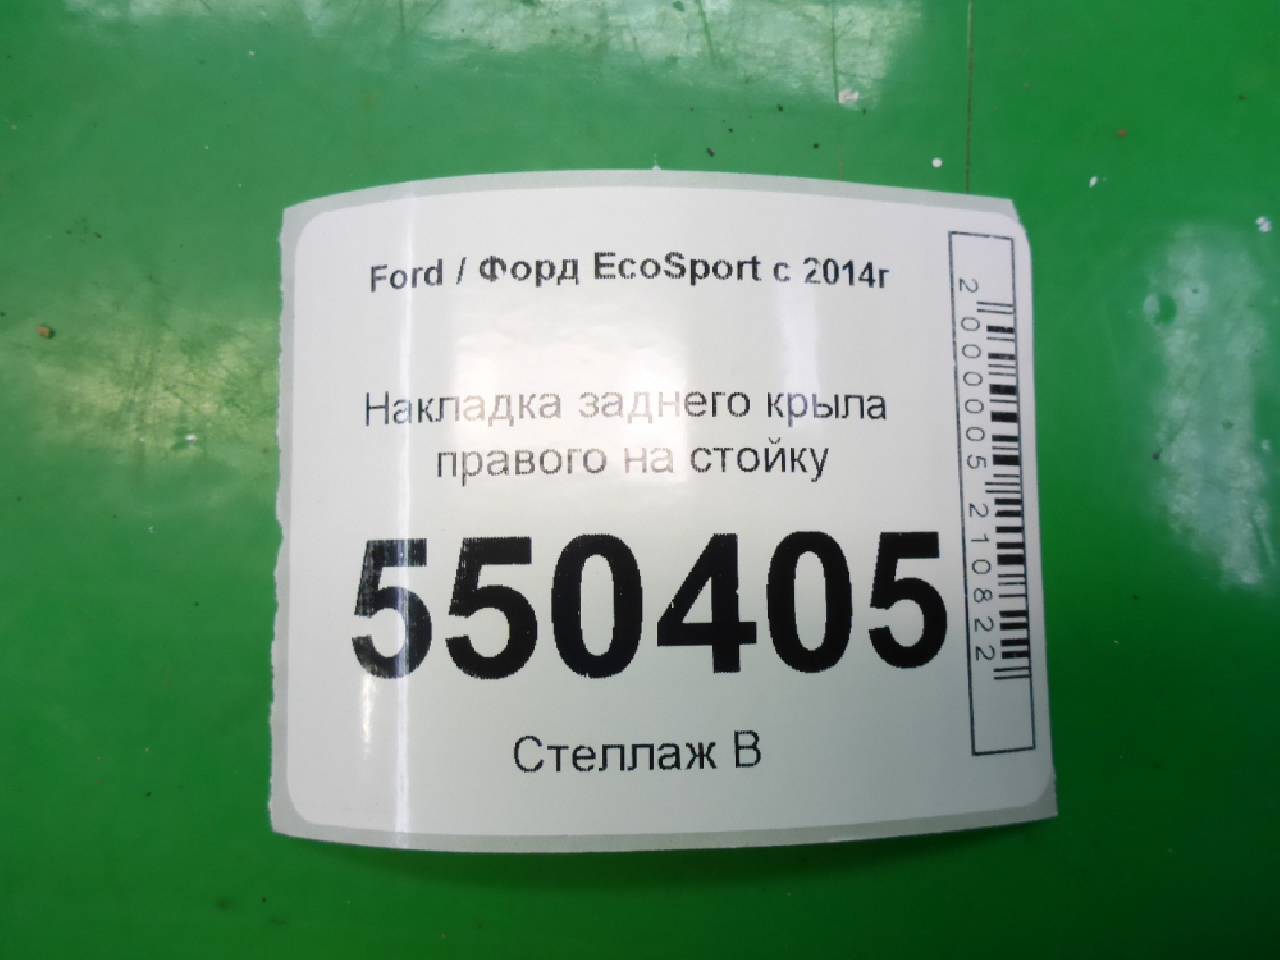 Ford / Форд EcoSport с 2014г
Накладка заднего крыла
правого на стойку
550405
Стеллаж В
2000005210822